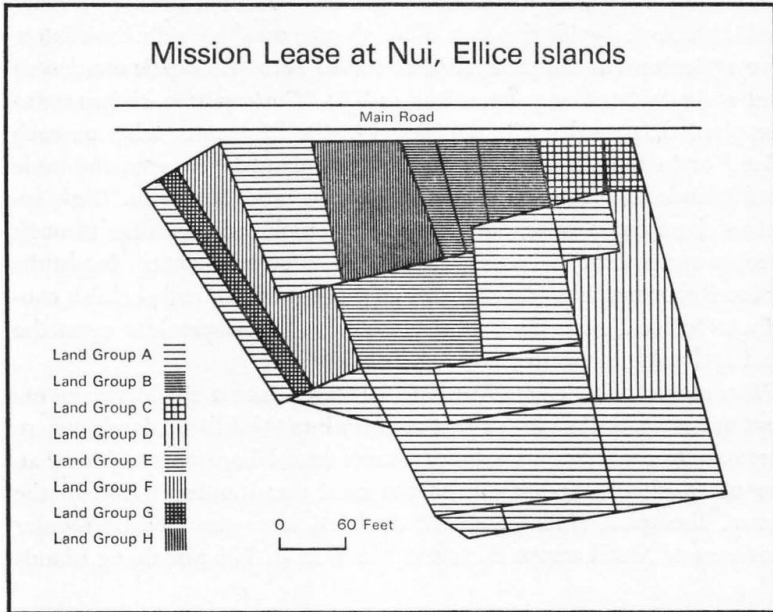 Mission Lease at Nui, Ellice Islands
Main Road
Land Group A
Land Group B
Land Group C
Land Group D
Land Group E
Land Group F
Land Group G
Land Group H
0 60 Feet